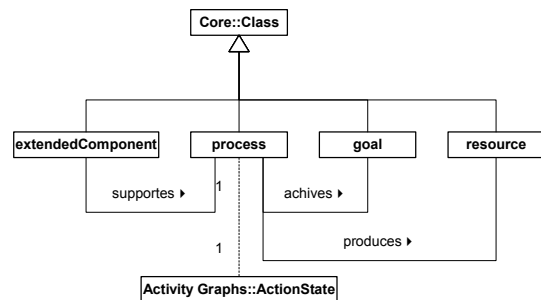 Core::Class
extendedComponent
process
goal
resource
supportes
1
achives
produces
1
Activity Graphs::ActionState